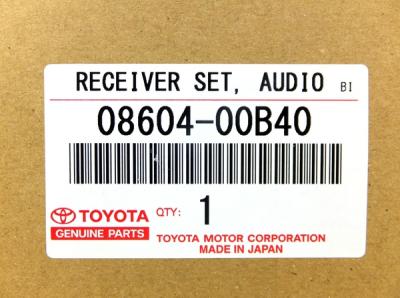 RECEIVER SET, AUDIO BI
08604-00B40
TOYOTA QTY: 1
GENUINE PARTS
TOYOTA MOTOR CORPORATION
MADE IN JAPAN